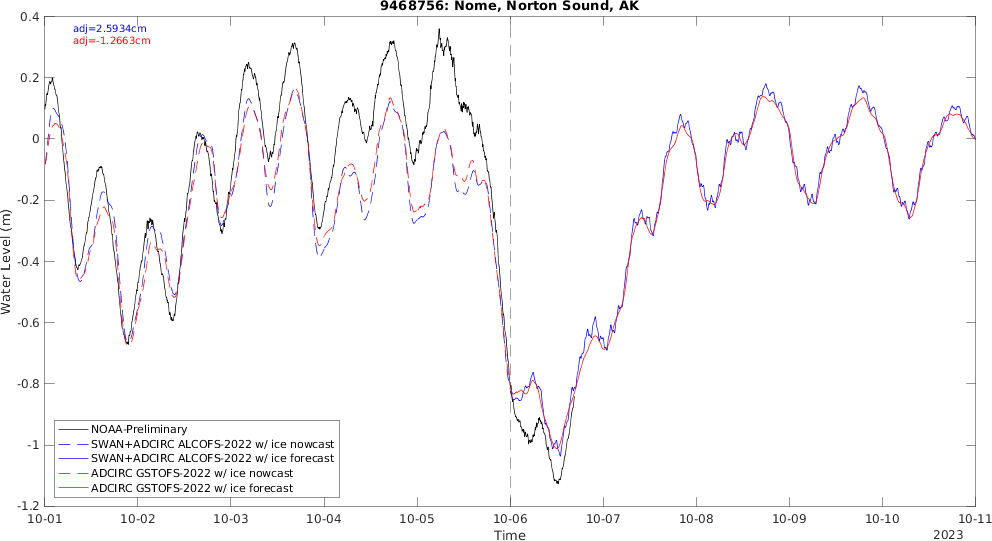 9468756: Nome, Norton Sound, AK
adj=2.5934cm
adj=-1.2663cm
Water Level (m)
0.4
0.2
0
-0.2
-0.4
-0.6
-0.8
-1
-1.2
NOAA-Preliminary
SWAN+ADCIRC ALCOFS-2022 w/ ice nowcast
SWAN+ADCIRC ALCOFS-2022 w/ ice forecast
ADCIRC GSTOFS-2022 w/ ice nowcast
ADCIRC GSTOFS-2022 w/ ice forecast
10-01 10-02 10-03 10-04 10-05 10-06 10-07 10-08 10-09 10-10 10-11
Time
2023